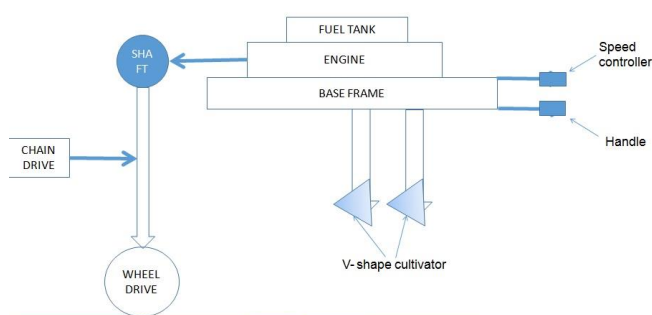 FUEL TANK
SHA
FT
ENGINE
Speed
controller
BASE FRAME
Handle
CHAIN
DRIVE
V- shape cultivator
WHEEL
DRIVE